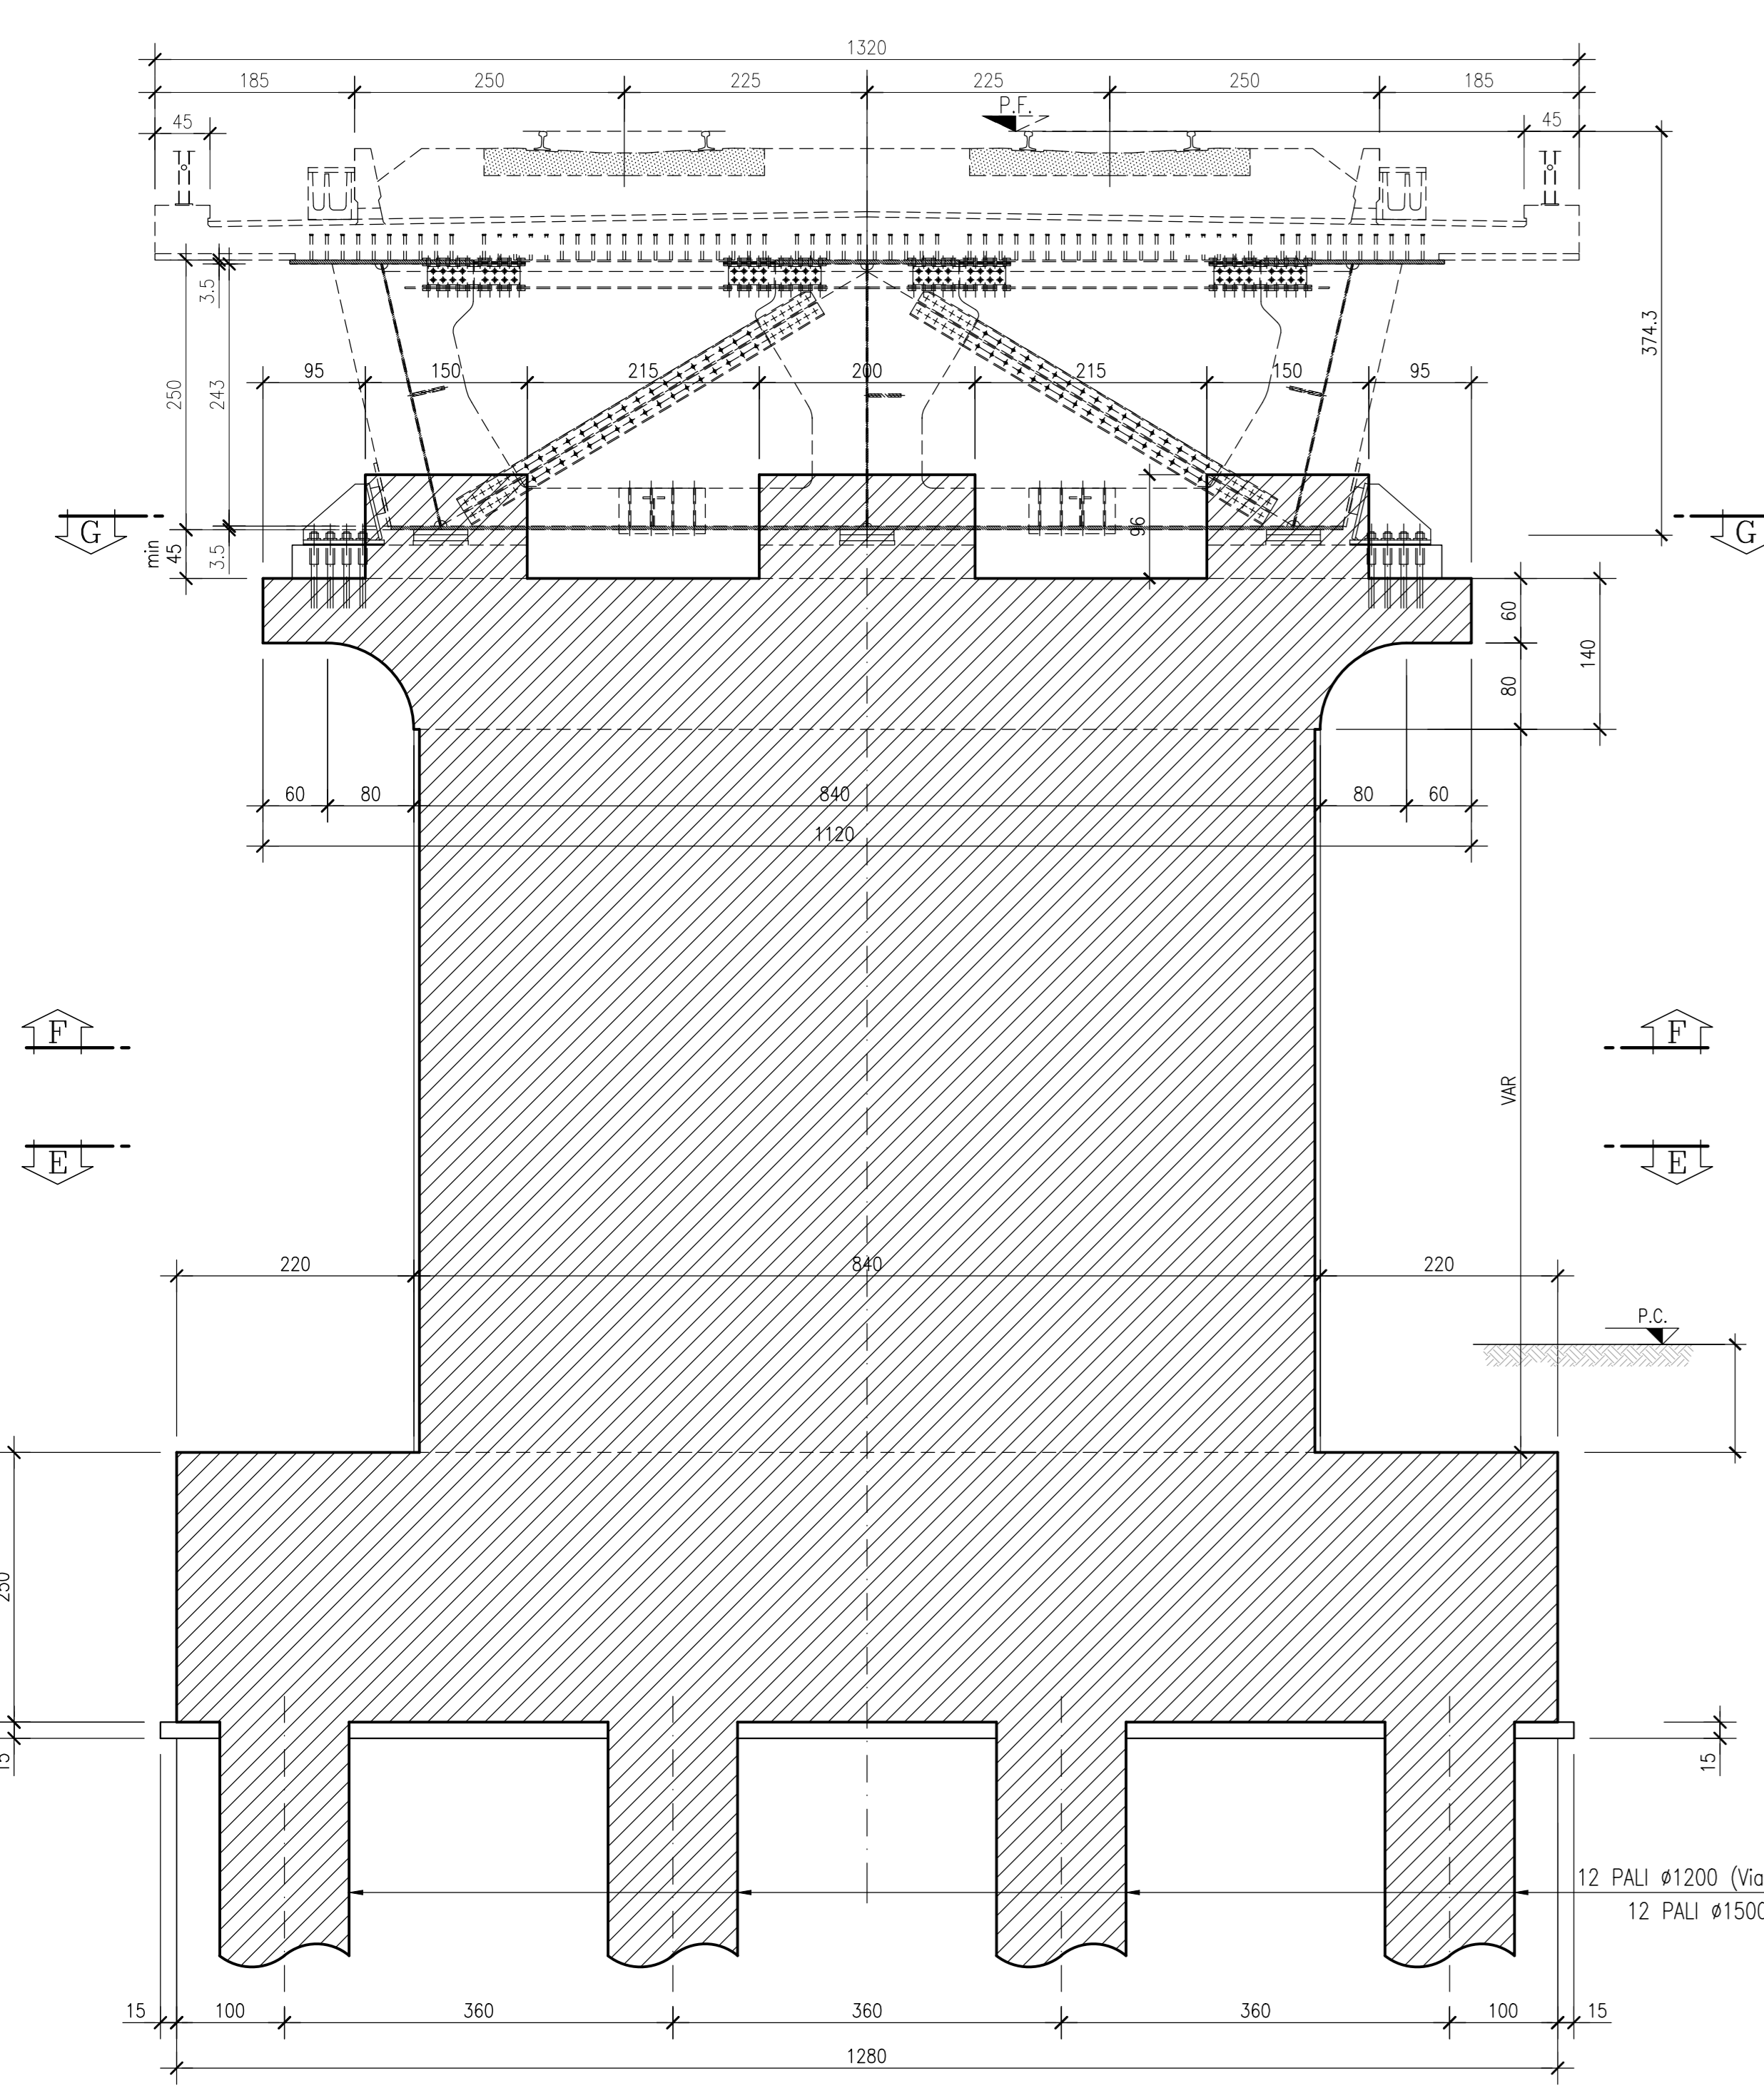 1320
185 250 225 225 250 185
P.F.
45 45
3.5
374.3
95 150 215 200 215 150 95
250 243
96
G G
min 45 3.5
60
140
80
60 80 840 80 60
1120
F F
VAR
E E
220 840 220
P.C.
250
15 15
12 PALI ø1200 (Via
12 PALI ø1500
15 100 360 360 360 100 15
1280